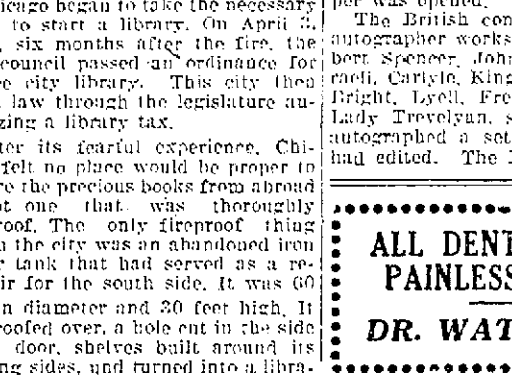 icago began to take the necessary
to start a library. On April 3,
, six months after the fire, the
council passed an ordinance for
e city library. This city then
law through the legislature au-
zing a library tax.
ter its fearful experience, Chi-
felt no place would be proper to
re the precious books from abroad
pt one that was thoroughly
roof. The only fireproof thing
n the city was an abandoned iron
r tank that had served as a re-
ir for the south side. It was 60
n diameter and 30 feet high. It
roofed over, a hole cut in the side
door, shelves built around its
ng sides, and turned into a libra-
per was opened.
The British con
autographer works
bert Spencer, John
raeli, Carlyle, King
Bright, Lyell, Fre
Lady Trevelyan, s
autographed a set
had edited. The
ALL DENT
PAINLESS
DR. WAT